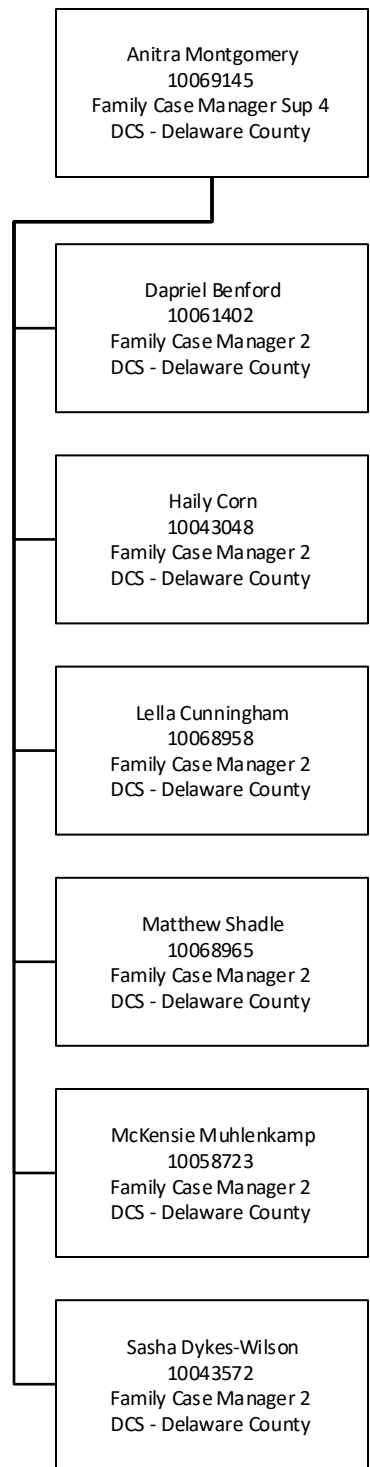 Anitra Montgomery
10069145
Family Case Manager Sup 4
DCS - Delaware County
Dapriel Benford
10061402
Family Case Manager 2
DCS - Delaware County
Haily Corn
10043048
Family Case Manager 2
DCS - Delaware County
Lella Cunningham
10068958
Family Case Manager 2
DCS - Delaware County
Matthew Shadle
10068965
Family Case Manager 2
DCS - Delaware County
McKensie Muhlenkamp
10058723
Family Case Manager 2
DCS - Delaware County
Sasha Dykes-Wilson
10043572
Family Case Manager 2
DCS - Delaware County